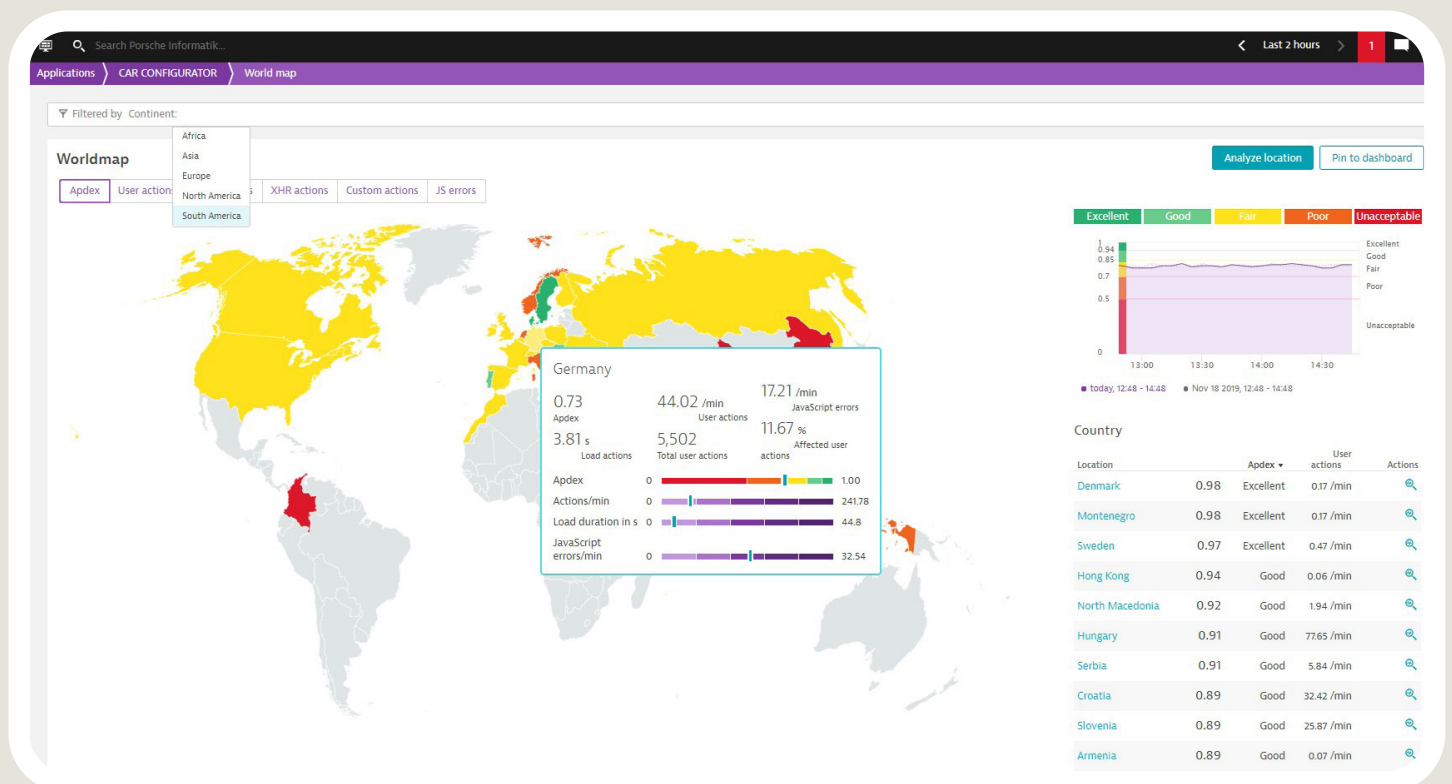 Search Porsche Informatik...
Last 2 hours
1
Applications
CAR CONFIGURATOR
World map
Filtered by Continent:
Africa
Asia
Europe
North America
South America
Worldmap
Analyze location
Pin to dashboard
Apdex
User action
s
XHR actions
Custom actions
JS errors
Excellent
Good
Fair
Poor
Unacceptable
1
0.94
0.85
0.7
0.5
0
Excellent
Good
Fair
Poor
Unacceptable
13:00
13:30
14:00
14:30
today, 12:48 - 14:48
Nov 18 2019, 12:48 - 14:48
Germany
0.73
Apdex
44.02 /min
User actions
17.21 /min
JavaScript errors
3.81 s
Load actions
5,502
Total user actions
11.67 %
Affected user
actions
Apdex 0 1.00
Actions/min 0 241.78
Load duration in s 0 44.8
JavaScript
errors/min 0 32.54
Country
Location Apdex User
actions Actions
Denmark 0.98 Excellent 0.17 /min
Montenegro 0.98 Excellent 0.17 /min
Sweden 0.97 Excellent 0.47 /min
Hong Kong 0.94 Good 0.06 /min
North Macedonia 0.92 Good 1.94 /min
Hungary 0.91 Good 77.65 /min
Serbia 0.91 Good 5.84 /min
Croatia 0.89 Good 32.42 /min
Slovenia 0.89 Good 25.87 /min
Armenia 0.89 Good 0.07 /min